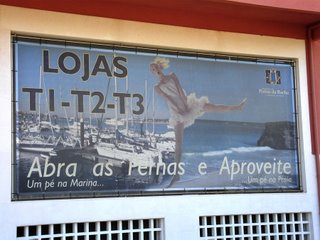 LOJAS
T1-T2-T3
Abra as Pernas e Aproveite
Um pé na Marina...
...Um pé na Praia